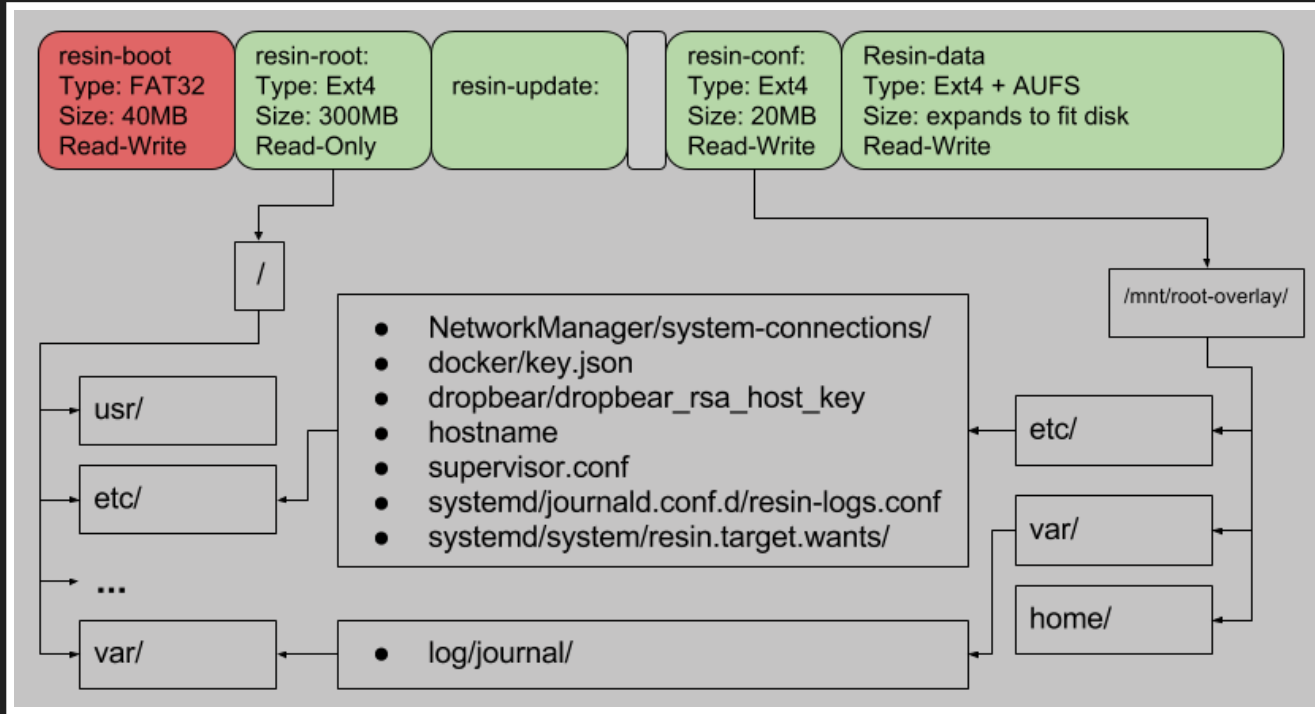 resin-boot
Type: FAT32
Size: 40MB
Read-Write
resin-root:
Type: Ext4
Size: 300MB
Read-Only
resin-update:
resin-conf:
Type: Ext4
Size: 20MB
Read-Write
Resin-data
Type: Ext4 + AUFS
Size: expands to fit disk
Read-Write
/
/mnt/root-overlay/
usr/
etc/
...
var/
● NetworkManager/system-connections/
● docker/key.json
● dropbear/dropbear_rsa_host_key
● hostname
● supervisor.conf
● systemd/journald.conf.d/resin-logs.conf
● systemd/system/resin.target.wants/
● log/journal/
etc/
var/
home/